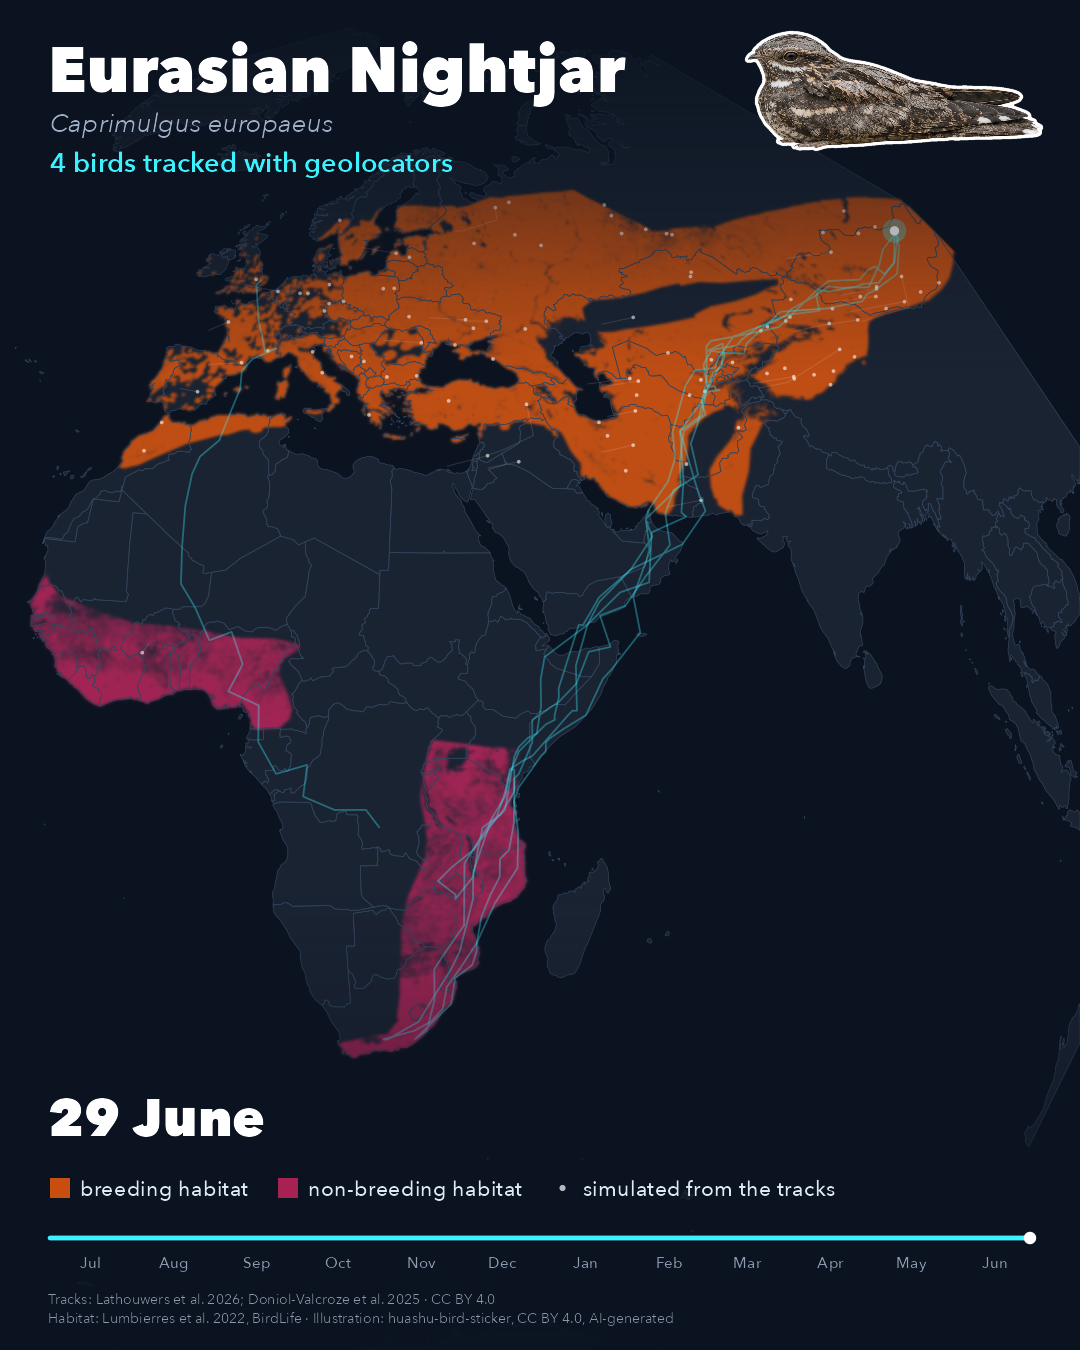 Eurasian Nightjar
Caprimulgus europaeus
4 birds tracked with geolocators
29 June
breeding habitat non-breeding habitat simulated from the tracks
Jul Aug Sep Oct Nov Dec Jan Feb Mar Apr May Jun
Tracks: Lathouwers et al. 2026; Doniol-Valcroze et al. 2025 · CC BY 4.0
Habitat: Lumbierres et al. 2022, BirdLife · Illustration: huashu-bird-sticker, CC BY 4.0, AI-generated